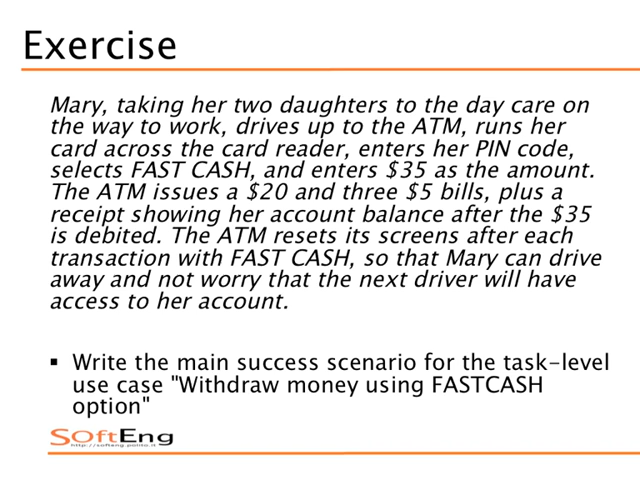 Exercise
Mary, taking her two daughters to the day care on
the way to work, drives up to the ATM, runs her
card across the card reader, enters her PIN code,
selects FAST CASH, and enters $35 as the amount.
The ATM issues a $20 and three $5 bills, plus a
receipt showing her account balance after the $35
is debited. The ATM resets its screens after each
transaction with FAST CASH, so that Mary can drive
away and not worry that the next driver will have
access to her account.
▪ Write the main success scenario for the task-level
use case "Withdraw money using FASTCASH
option"
SOftEng
http://softeng.polito.it